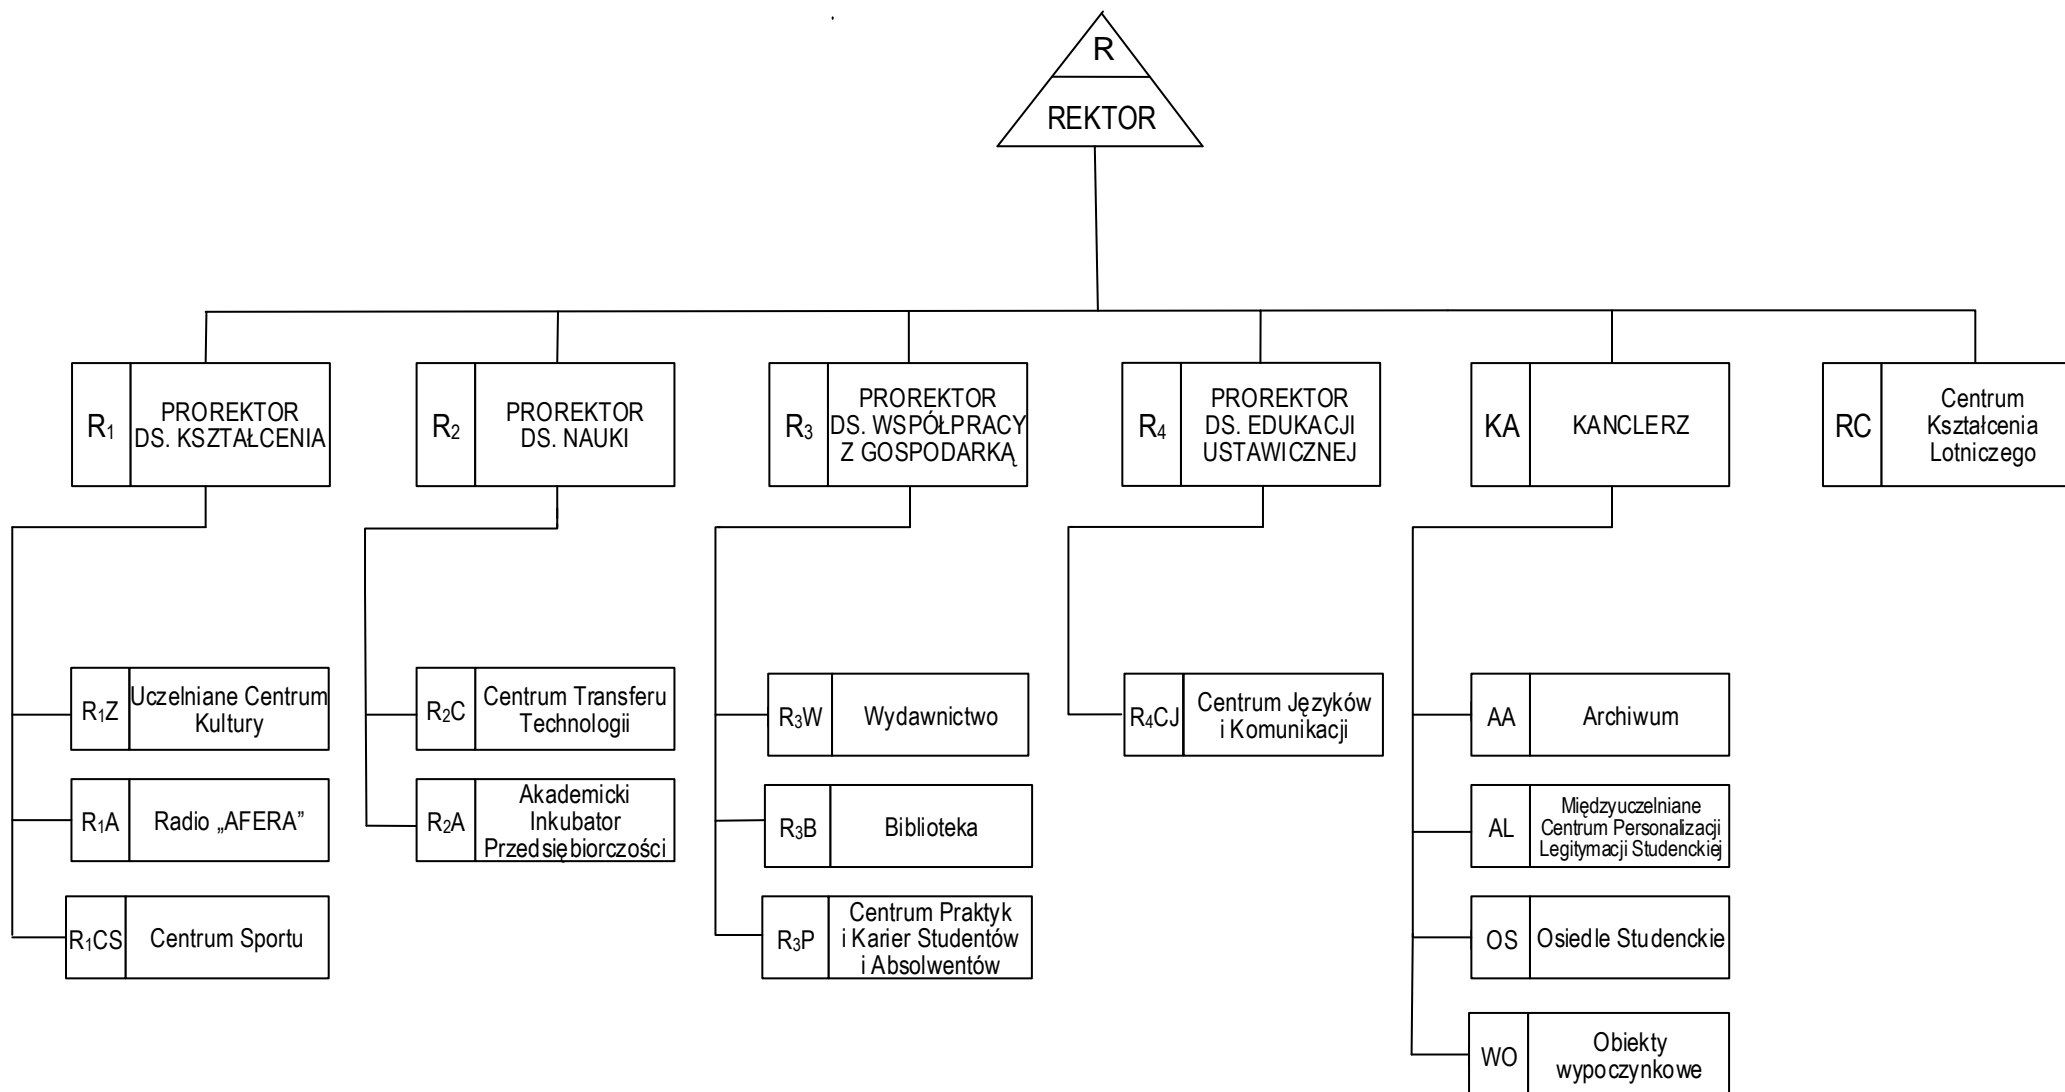 R
REKTOR
R₁
PROREKTOR
DS. KSZTAŁCENIA
R₂
PROREKTOR
DS. NAUKI
R₃
PROREKTOR
DS. WSPÓŁPRACY
Z GOSPODARKĄ
R₄
PROREKTOR
DS. EDUKACJI
USTAWICZNEJ
KA
KANCLERZ
RC
Centrum
Kształcenia
Lotniczego
R₁Z
Uczelniane Centrum
Kultury
R₁A
Radio „AFERA”
R₁CS
Centrum Sportu
R₂C
Centrum Transferu
Technologii
R₂A
Akademicki
Inkubator
Przedsiębiorczości
R₃W
Wydawnictwo
R₃B
Biblioteka
R₃P
Centrum Praktyk
i Karier Studentów
i Absolwentów
R₄CJ
Centrum Języków
i Komunikacji
AA
Archiwum
AL
Międzyuczelniane
Centrum Personalizacji
Legitymacji Studenckiej
OS
Osiedle Studenckie
WO
Obiekty
wypoczynkowe